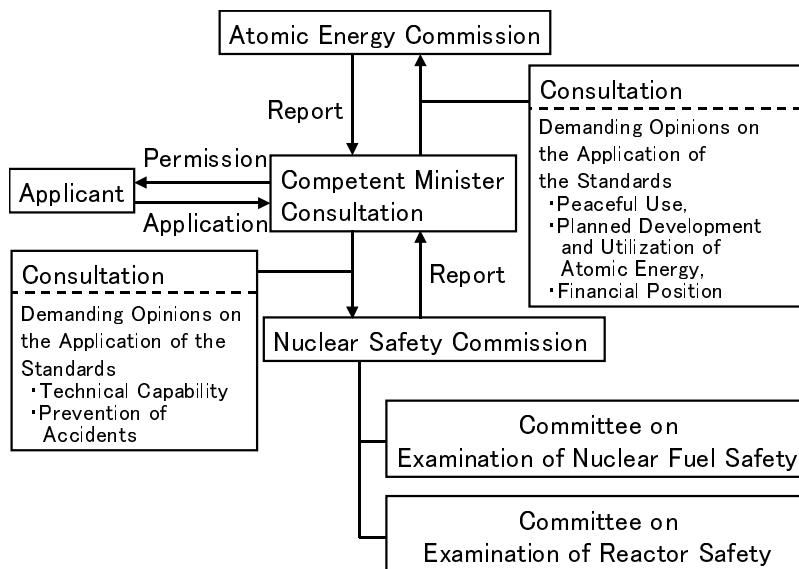 Atomic Energy Commission
Report
Consultation
Demanding Opinions on
the Application of
the Standards
・Peaceful Use,
・Planned Development
and Utilization of
Atomic Energy,
・Financial Position
Permission
Applicant
Application
Competent Minister
Consultation
Consultation
Demanding Opinions on
the Application of the
Standards
・Technical Capability
・Prevention of
Accidents
Report
Nuclear Safety Commission
Committee on
Examination of Nuclear Fuel Safety
Committee on
Examination of Reactor Safety